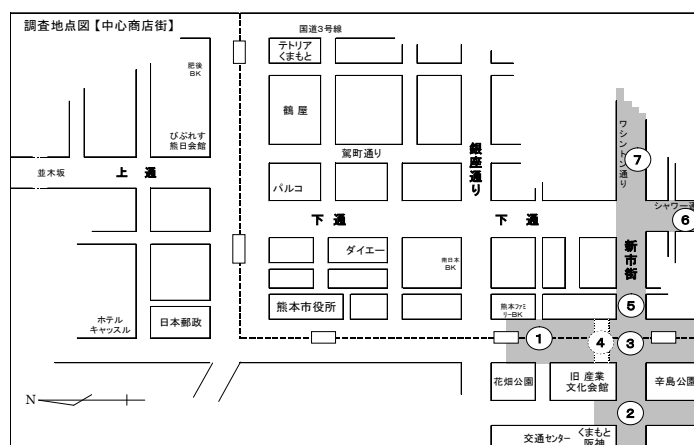 調査地点図【中心商店街】
国道3号線
テトリア
くまもと
肥後
BK
鶴屋
びぷれす
熊日会館
ワシントン通り
⑦
駕町通り
銀座通り
並木坂
上通
パルコ
シャワー通
⑥
下通
下通
新市街
ダイエー
南日本
BK
熊本市役所
熊本ファミ
リーBK
⑤
ホテル
キャッスル
日本郵政
①
④
③
花畑公園
旧 産業
文化会館
辛島公園
N
②
交通センター
くまもと
阪神